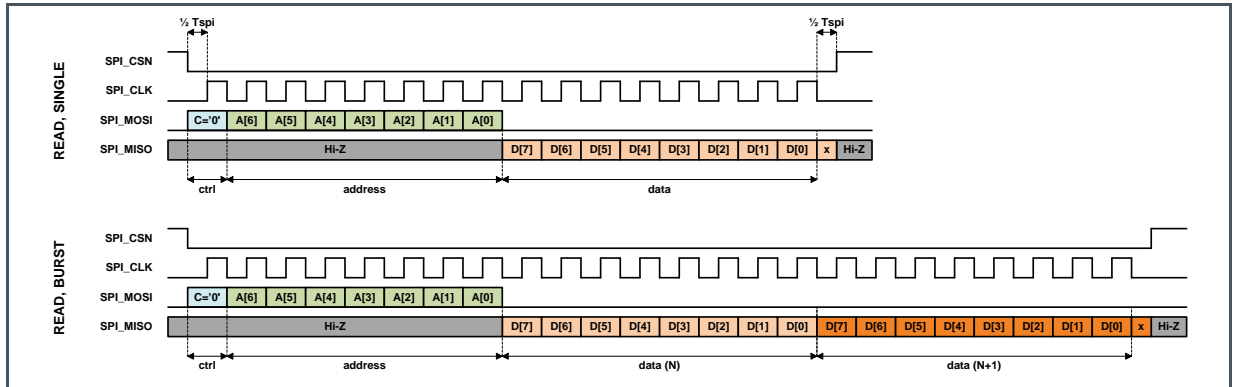 ½ Tspi ½ Tspi
READ, SINGLE
SPI_CSN
SPI_CLK
SPI_MOSI C='0' A[6] A[5] A[4] A[3] A[2] A[1] A[0]
SPI_MISO Hi-Z D[7] D[6] D[5] D[4] D[3] D[2] D[1] D[0] x Hi-Z
ctrl address data
READ, BURST
SPI_CSN
SPI_CLK
SPI_MOSI C='0' A[6] A[5] A[4] A[3] A[2] A[1] A[0]
SPI_MISO Hi-Z D[7] D[6] D[5] D[4] D[3] D[2] D[1] D[0] D[7] D[6] D[5] D[4] D[3] D[2] D[1] D[0] x Hi-Z
ctrl address data (N) data (N+1)